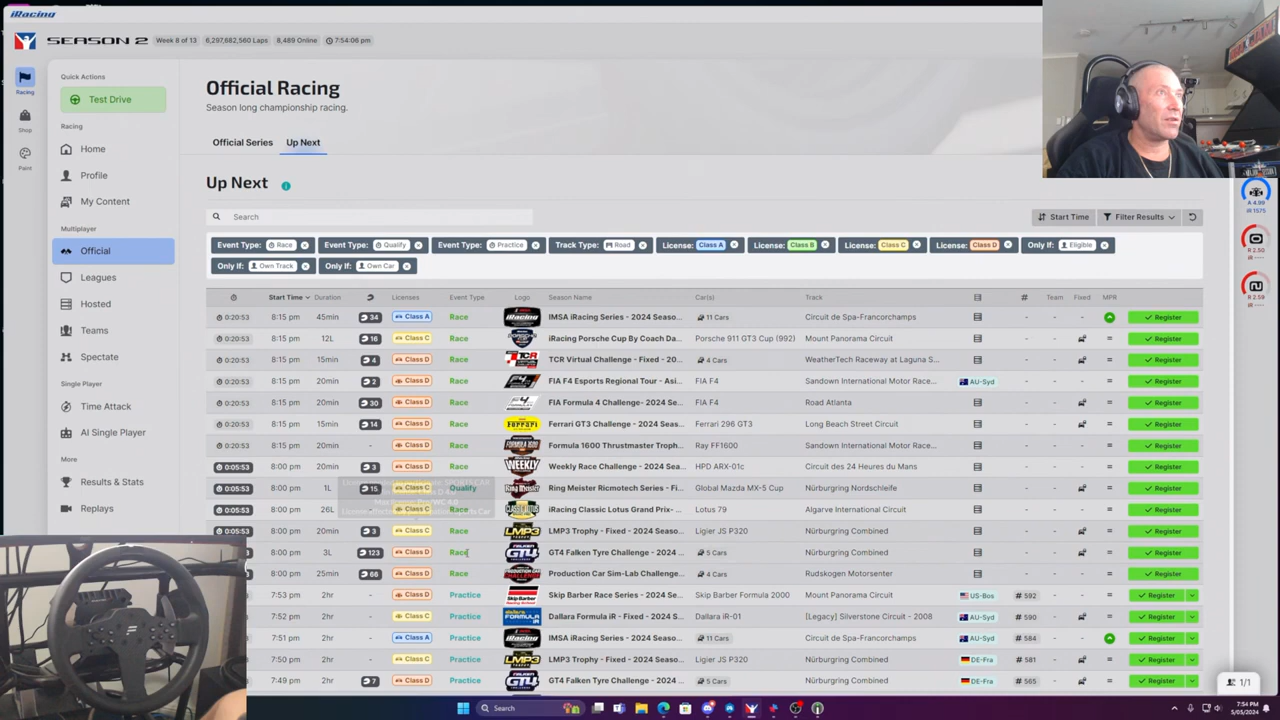 iRacing
SEASON 2 Week 8 of 13 6,297,882,560 Laps 8,489 Online 7:54:06 pm
Racing
Shop
Paint
Quick Actions
Test Drive
Racing
Home
Profile
My Content
Multiplayer
Official
Leagues
Hosted
Teams
Spectate
Single Player
Time Attack
AI Single Player
More
Results & Stats
Replays
Official Racing
Season long championship racing.
Official Series Up Next
Up Next
Search Start Time Filter Results
Event Type: Race Event Type: Qualify Event Type: Practice Track Type: Road License: Class A License: Class B License: Class C License: Class D Only If: Eligible
Only If: Own Track Only If: Own Car
Start Time Duration Licenses Event Type Logo Season Name Car(s) Track # Team Fixed MPR
0:20:53 8:15 pm 45min 34 Class A Race IMSA iRacing Series - 2024 Seaso... 11 Cars Circuit de Spa-Francorchamps - - Register
0:20:53 8:15 pm 12L 16 Class C Race iRacing Porsche Cup By Coach Da... Porsche 911 GT3 Cup (992) Mount Panorama Circuit - - = Register
0:20:53 8:15 pm 15min 4 Class D Race TCR Virtual Challenge - Fixed - 20... 4 Cars WeatherTech Raceway at Laguna S... - - = Register
0:20:53 8:15 pm 20min 2 Class D Race FIA F4 Esports Regional Tour - Asi... FIA F4 Sandown International Motor Race... AU-Syd - - = Register
0:20:53 8:15 pm 20min 30 Class D Race FIA Formula 4 Challenge- 2024 S... FIA F4 Road Atlanta - - = Register
0:20:53 8:15 pm 15min 14 Class D Race Ferrari GT3 Challenge - Fixed - 2... Ferrari 296 GT3 Long Beach Street Circuit - - = Register
0:20:53 8:15 pm 20min - Class D Race Formula 1600 Thrustmaster Troph... Ray FF1600 Sandown International Motor Race... - - = Register
0:05:53 8:00 pm 20min 3 Class D Race Weekly Race Challenge - 2024 Se... HPD ARX-01c Circuit des 24 Heures du Mans - - = Register
0:05:53 8:00 pm 1L 15 Class C Qualify Ring Meister Ricmotech Series - Fi... Global Mazda MX-5 Cup Nürburgring Nordschleife - - = Register
0:05:53 8:00 pm 26L - Class C Race iRacing Classic Lotus Grand Prix- ... Lotus 79 Algarve International Circuit - - = Register
0:05:53 8:00 pm 20min 3 Class D Race LMP3 Trophy - Fixed - 2024 Seaso... Ligier JS P320 Nürburgring Combined - - = Register
8:00 pm 3L 123 Class D Race GT4 Falken Tyre Challenge - 2024 ... 5 Cars Nürburgring Combined - - = Register
8:00 pm 25min 66 Class D Race Production Car Sim-Lab Challenge... 4 Cars Rudskogen Motorsenter - - = Register
7:53 pm 2hr - Class D Practice Skip Barber Race Series - 2024 Se... Skip Barber Formula 2000 Mount Panorama Circuit US-Bos # 592 - = Register
7:52 pm 2hr - Class C Practice Dallara Formula iR - 2024 Season ... Dallara iR-01 [Legacy] Silverstone Circuit - 2008 AU-Syd # 590 - = Register
7:51 pm 2hr - Class A Practice IMSA iRacing Series - 2024 Seaso... 11 Cars Circuit de Spa-Francorchamps AU-Syd # 584 - Register
7:50 pm 2hr - Class D Practice LMP3 Trophy - Fixed - 2024 Seaso... Ligier JS P320 Nürburgring Combined DE-Fra # 581 - = Register
7:49 pm 2hr 7 Class D Practice GT4 Falken Tyre Challenge - 2024 ... 5 Cars Nürburgring Combined DE-Fra # 565 - = Register
A 4.99
iR 1575
R 2.50
R 2.59
1/1
Search
7:54 PM
5/05/2024